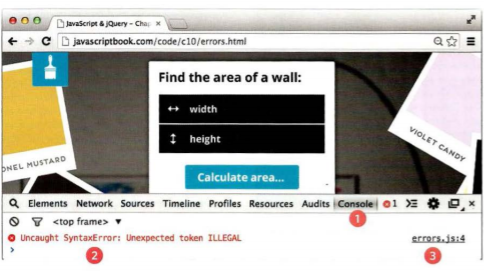 JavaScript & jQuery – Chap
javascriptbook.com/code/c10/errors.html
Find the area of a wall:
width
height
Calculate area...
ONEL MUSTARD
VIOLET CANDY
Elements Network Sources Timeline Profiles Resources Audits Console 1
1
<top frame>
Uncaught SyntaxError: Unexpected token ILLEGAL errors.js:4
2 3